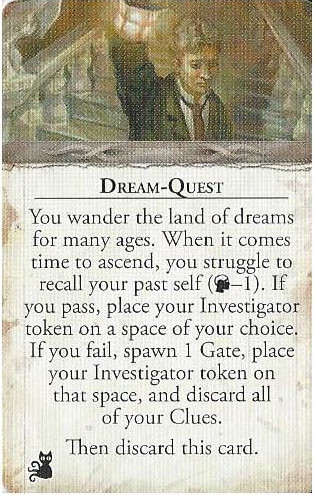 DREAM-QUEST
You wander the land of dreams
for many ages. When it comes
time to ascend, you struggle to
recall your past self (–1). If
you pass, place your Investigator
token on a space of your choice.
If you fail, spawn 1 Gate, place
your Investigator token on
that space, and discard all
of your Clues.
Then discard this card.